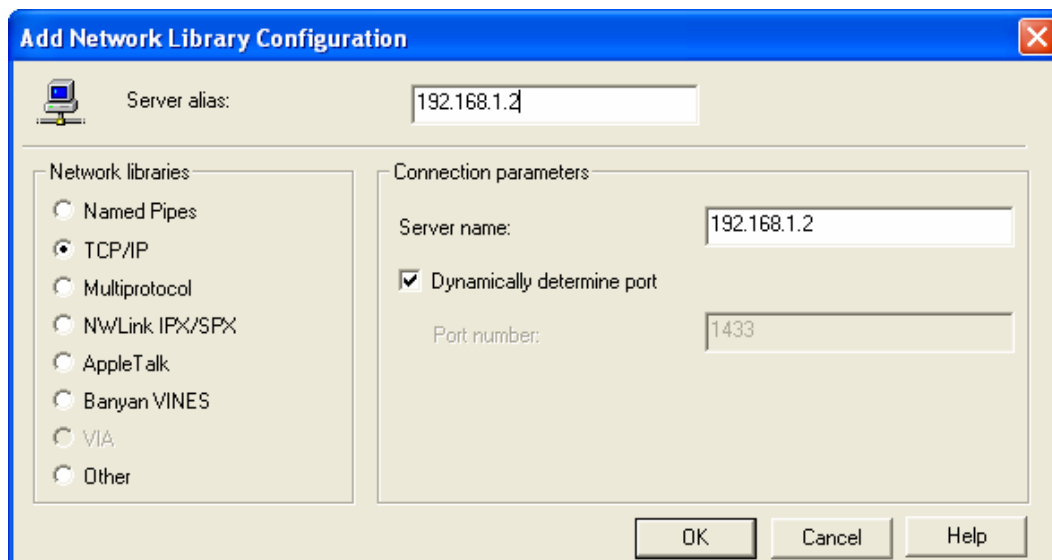 Add Network Library Configuration
Server alias:
192.168.1.2
Network libraries
Named Pipes
TCP/IP
Multiprotocol
NWLink IPX/SPX
AppleTalk
Banyan VINES
VIA
Other
Connection parameters
Server name:
192.168.1.2
Dynamically determine port
Port number:
1433
OK
Cancel
Help